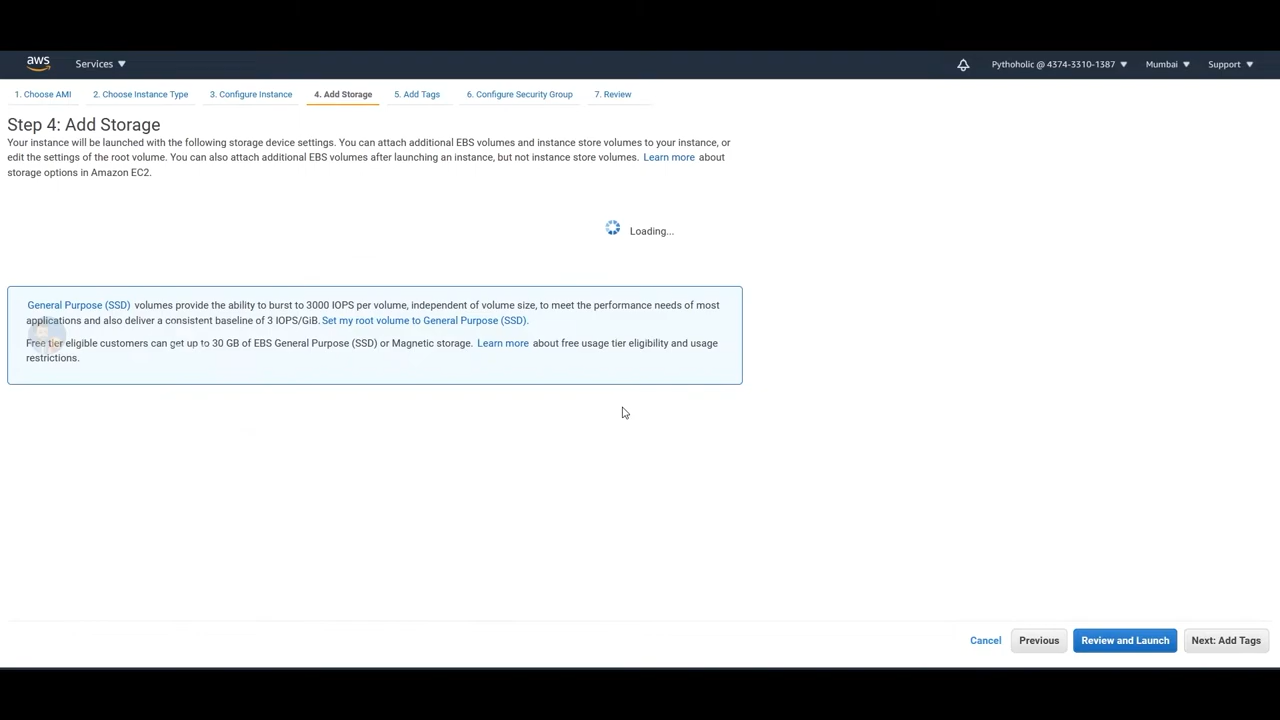 aws Services Pythoholic @ 4374-3310-1387 Mumbai Support
1. Choose AMI 2. Choose Instance Type 3. Configure Instance 4. Add Storage 5. Add Tags 6. Configure Security Group 7. Review
Step 4: Add Storage
Your instance will be launched with the following storage device settings. You can attach additional EBS volumes and instance store volumes to your instance, or
edit the settings of the root volume. You can also attach additional EBS volumes after launching an instance, but not instance store volumes. Learn more about
storage options in Amazon EC2.
Loading...
General Purpose (SSD) volumes provide the ability to burst to 3000 IOPS per volume, independent of volume size, to meet the performance needs of most
applications and also deliver a consistent baseline of 3 IOPS/GiB. Set my root volume to General Purpose (SSD).
Free tier eligible customers can get up to 30 GB of EBS General Purpose (SSD) or Magnetic storage. Learn more about free usage tier eligibility and usage
restrictions.
Cancel Previous Review and Launch Next: Add Tags